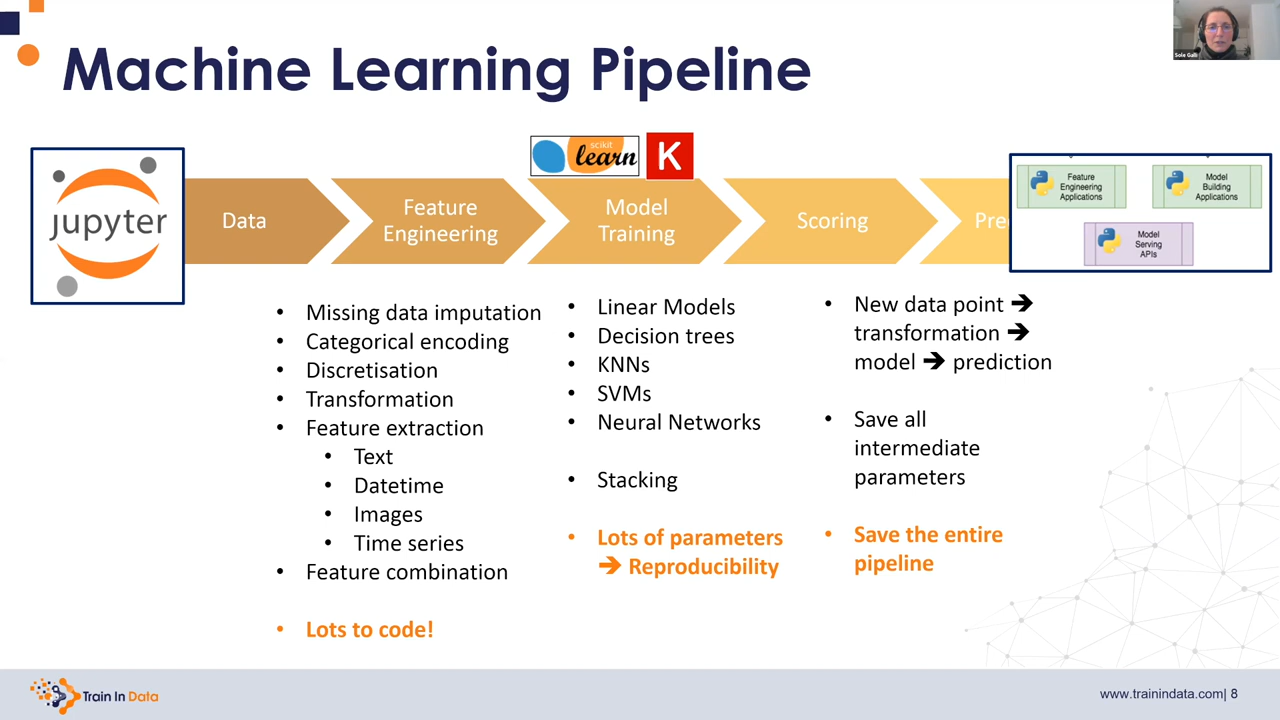 Machine Learning Pipeline
Sole Galli
jupyter
scikit
learn
K
Data
Feature
Engineering
Model
Training
Scoring
Pre
Feature
Engineering
Applications
Model
Building
Applications
Model
Serving
APIs
• Missing data imputation
• Categorical encoding
• Discretisation
• Transformation
• Feature extraction
• Text
• Datetime
• Images
• Time series
• Feature combination
• Lots to code!
• Linear Models
• Decision trees
• KNNs
• SVMs
• Neural Networks
• Stacking
• Lots of parameters
➔ Reproducibility
• New data point ➔
transformation ➔
model ➔ prediction
• Save all
intermediate
parameters
• Save the entire
pipeline
Train In Data
www.trainindata.com| 8